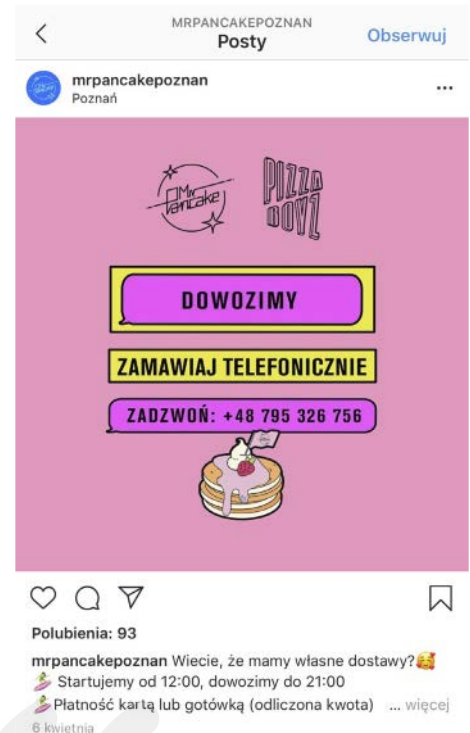 MRPANCAKEPOZNAN
Posty
Obserwuj
mrpancakepoznan
Poznań
Mr Pancake
PIZZA BOYZ
DOWOZIMY
ZAMAWIAJ TELEFONICZNIE
ZADZWOŃ: +48 795 326 756
Polubienia: 93
mrpancakepoznan Wiecie, że mamy własne dostawy?🥰
Startujemy od 12:00, dowozimy do 21:00
Płatność kartą lub gotówką (odliczona kwota) ... więcej
6 kwietnia